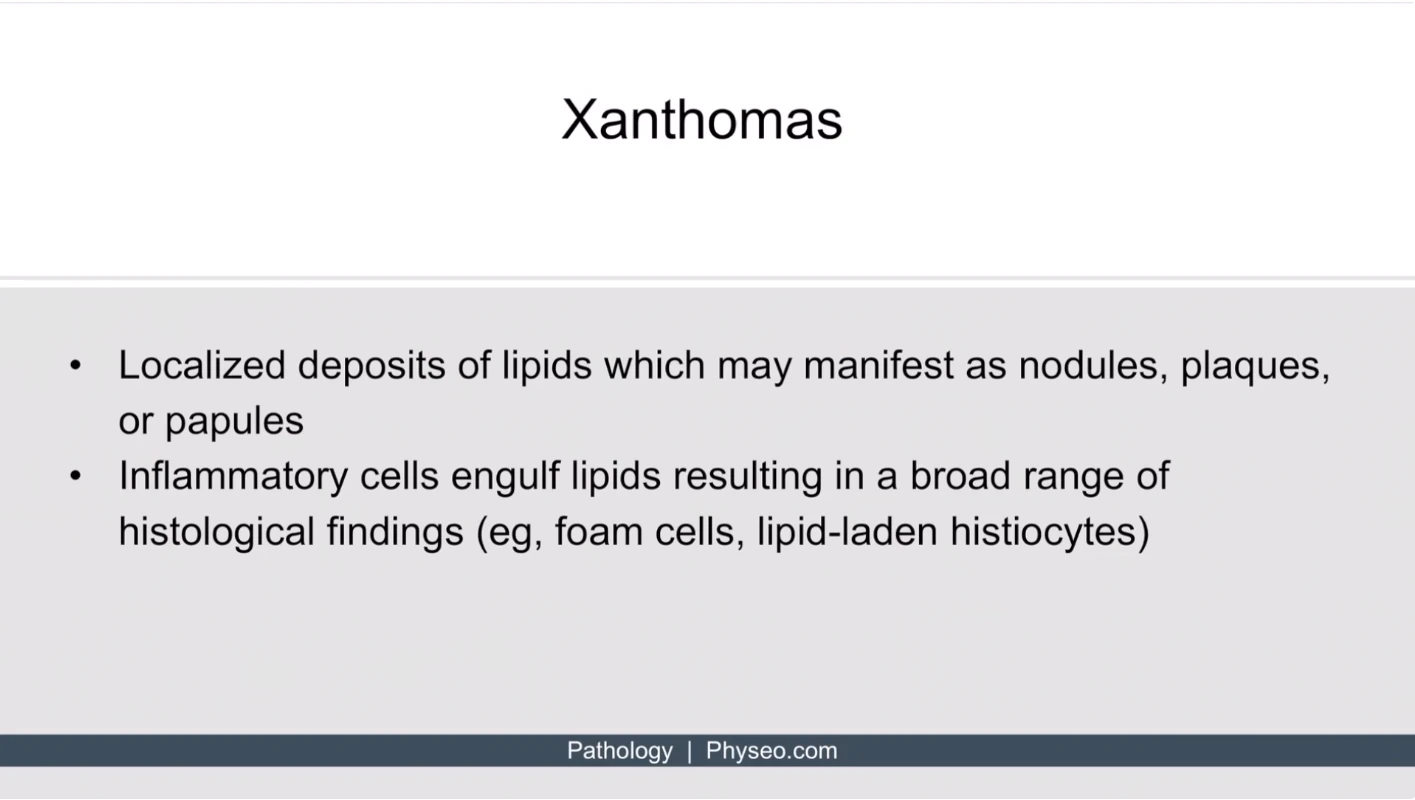 Xanthomas
• Localized deposits of lipids which may manifest as nodules, plaques,
or papules
• Inflammatory cells engulf lipids resulting in a broad range of
histological findings (eg, foam cells, lipid-laden histiocytes)
Pathology | Physeo.com